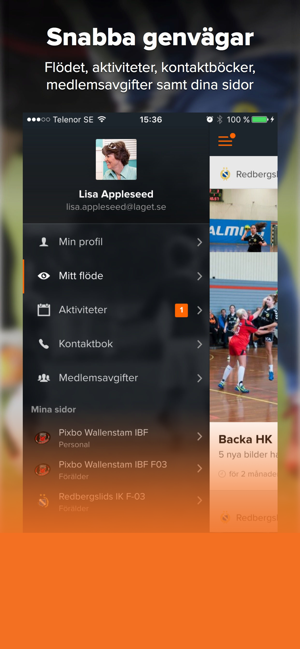 Snabba genvägar
Flödet, aktiviteter, kontaktböcker,
medlemsavgifter samt dina sidor
Telenor SE 15:36 100 %
Lisa Appleseed
lisa.appleseed@laget.se
Min profil
Mitt flöde
Aktiviteter 1
Kontaktbok
Medlemsavgifter
Mina sidor
Pixbo Wallenstam IBF
Personal
Pixbo Wallenstam IBF F03
Förälder
Redbergslids IK F-03
Förälder
Redbergsl
ALMI
Backa HK
5 nya bilder ha
för 2 månade
Redbergsl